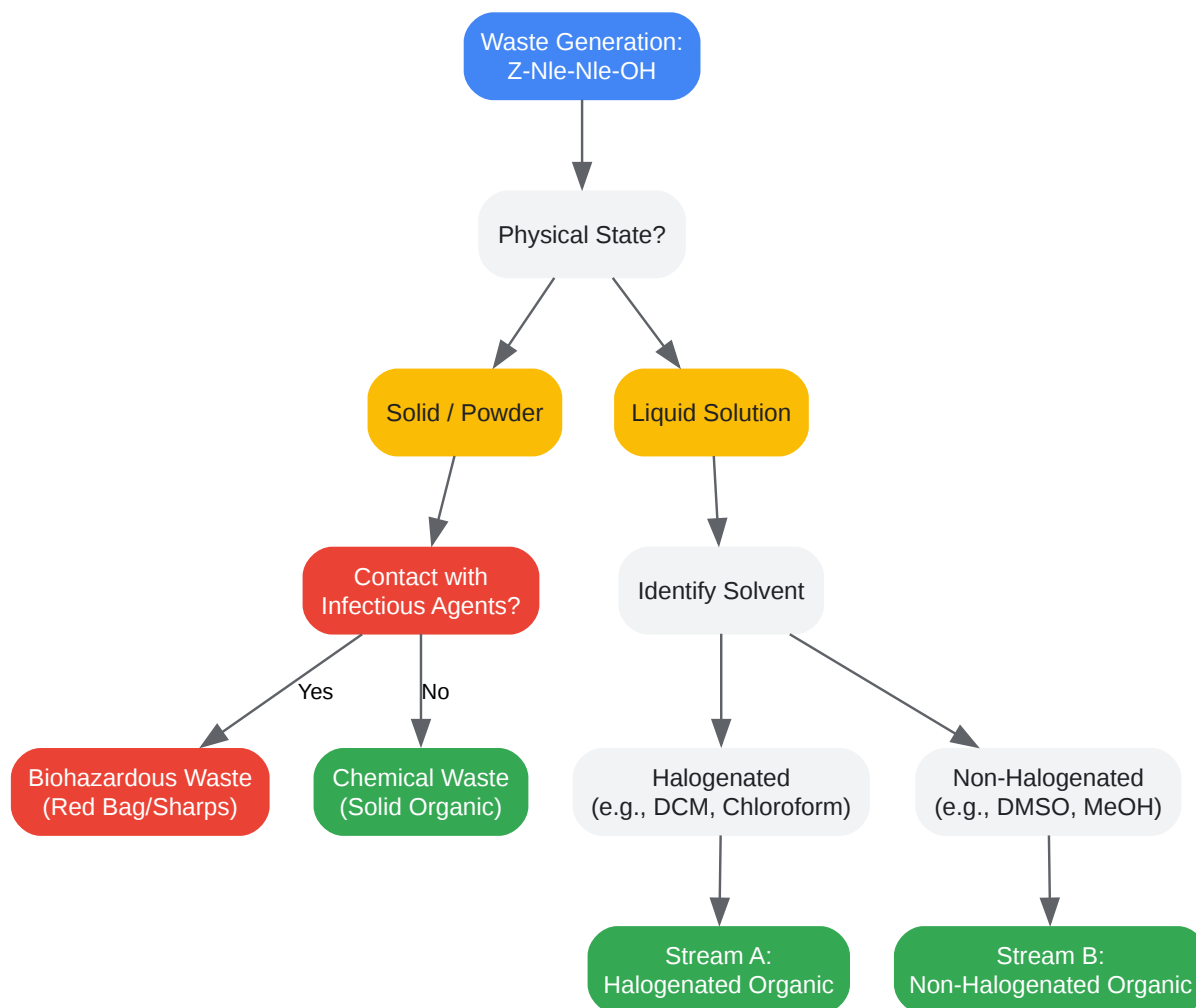 Waste Generation:
Z-Nle-Nle-OH
Physical State?
Solid / Powder
Liquid Solution
Contact with
Infectious Agents?
Identify Solvent
Yes
No
Biohazardous Waste
(Red Bag/Sharps)
Chemical Waste
(Solid Organic)
Halogenated
(e.g., DCM, Chloroform)
Non-Halogenated
(e.g., DMSO, MeOH)
Stream A:
Halogenated Organic
Stream B:
Non-Halogenated Organic